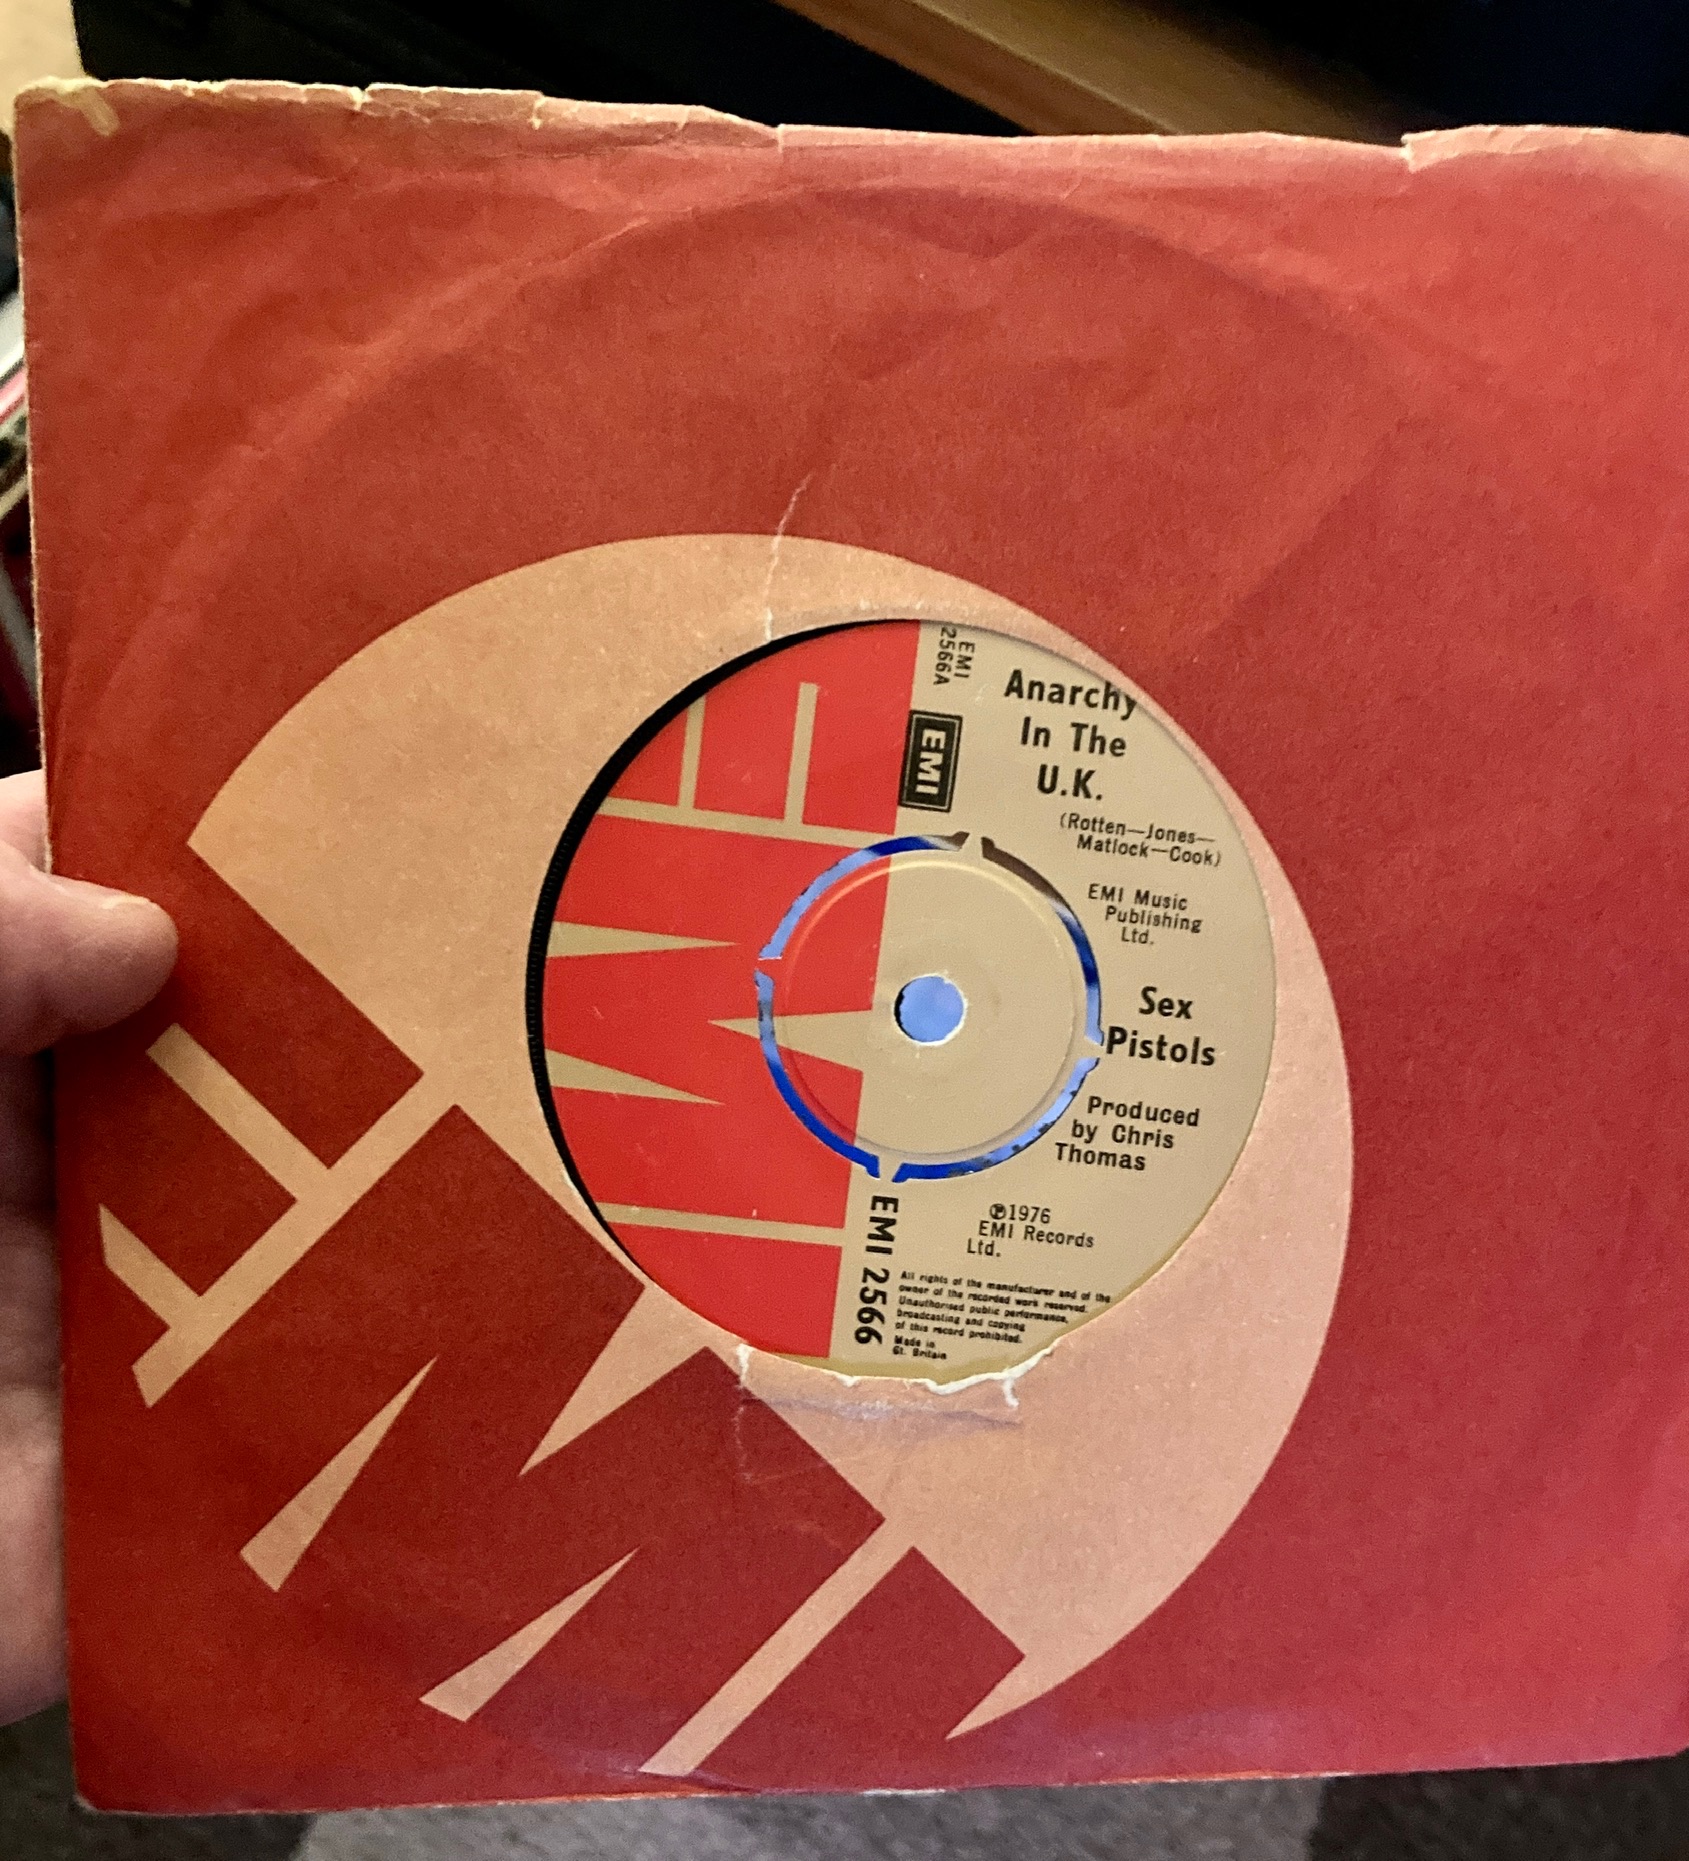 EMI
2566A
EMI
Anarchy
In The
U.K.
(Rotten—Jones—
Matlock—Cook)
EMI Music
Publishing
Ltd.
Sex
Pistols
Produced
by Chris
Thomas
℗1976
EMI Records
Ltd.
EMI 2566
All rights of the manufacturer and of the
owner of the recorded work reserved.
Unauthorised public performance,
broadcasting and copying
of this record prohibited.
Made in
Gt. Britain
EMI
EMI